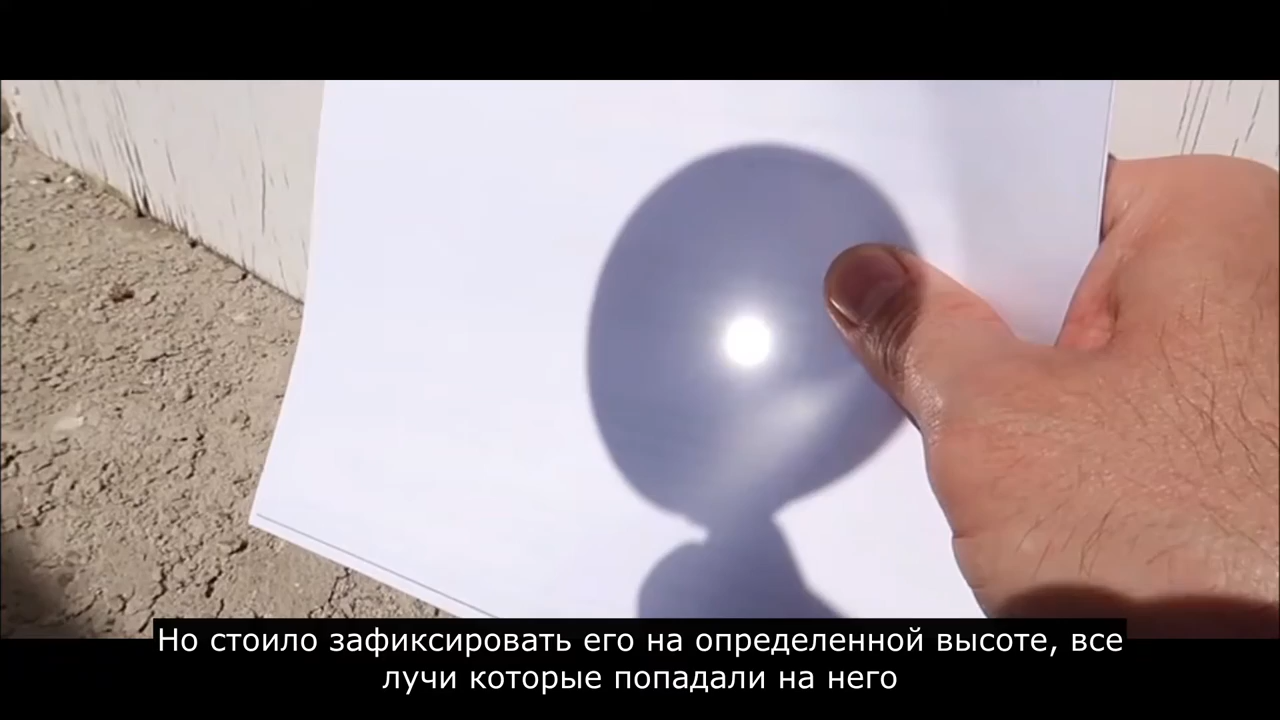 Но стоило зафиксировать его на определенной высоте, все
лучи которые попадали на него